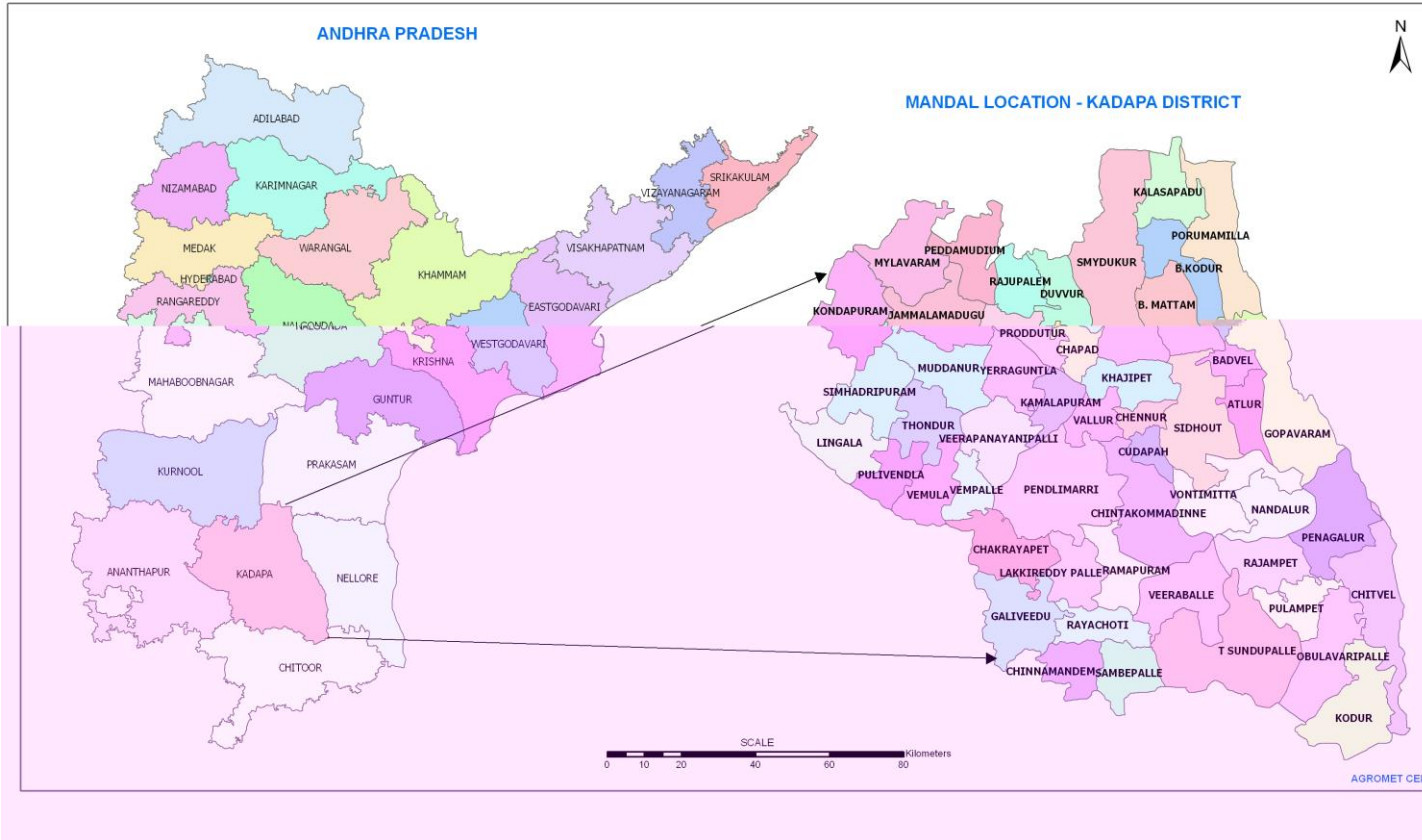 ANDHRA PRADESH
N
MANDAL LOCATION - KADAPA DISTRICT
ADILABAD
NIZAMABAD
KARIMNAGAR
VIZAYANAGARAM
SRIKAKULAM
MEDAK
WARANGAL
VISAKHAPATNAM
HYDERABAD
KHAMMAM
RANGAREDDY
EASTGODAVARI
KRISHNA
WESTGODAVARI
MAHABOOBNAGAR
GUNTUR
KURNOOL
PRAKASAM
ANANTHAPUR
KADAPA
NELLORE
CHITOOR
KALASAPADU
PORUMAMILLA
PEDDAMUDIUM
MYLAVARAM
SMYDUKUR
B.KODUR
RAJUPALEM
DUVVUR
B. MATTAM
KONDAPURAM
JAMMALAMADUGU
PRODDUTUR
CHAPAD
BADVEL
MUDDANUR
YERRAGUNTLA
KHAJIPET
SIMHADRIPURAM
KAMALAPURAM
ATLUR
VALLUR
CHENNUR
THONDUR
SIDHOUT
GOPAVARAM
LINGALA
VEERAPANAYANIPALLI
CUDAPAH
PULIVENDLA
VEMULA
VEMPALLE
PENDLIMARRI
VONTIMITTA
CHINTAKOMMADINNE
NANDALUR
PENAGALUR
CHAKRAYAPET
LAKKIREDDY PALLE
RAMAPURAM
RAJAMPET
VEERABALLE
CHITVEL
GALIVEEDU
PULAMPET
RAYACHOTI
T SUNDUPALLE
OBULAVARIPALLE
CHINNAMANDEM
SAMBEPALLE
KODUR
SCALE
Kilometers
0 10 20 40 60 80
AGROMET